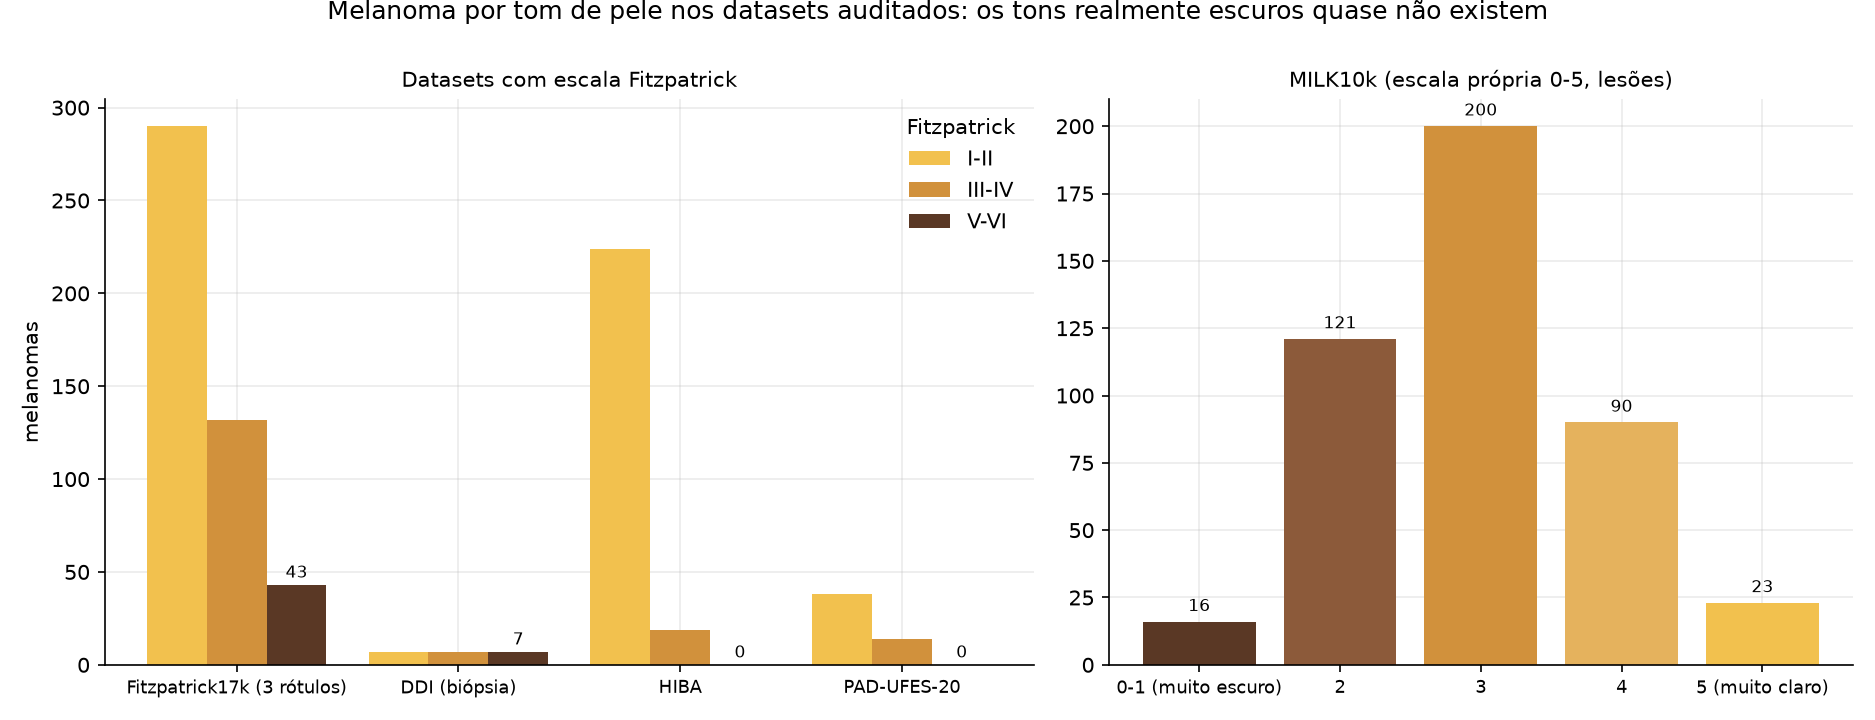 Melanoma por tom de pele nos datasets auditados: os tons realmente escuros quase não existem
Datasets com escala Fitzpatrick
melanomas
300
250
200
150
100
50
0
Fitzpatrick
I-II
III-IV
V-VI
43
7
0
0
Fitzpatrick17k (3 rótulos)
DDI (biópsia)
HIBA
PAD-UFES-20
MILK10k (escala própria 0-5, lesões)
200
175
150
125
100
75
50
25
0
16
121
200
90
23
0-1 (muito escuro)
2
3
4
5 (muito claro)